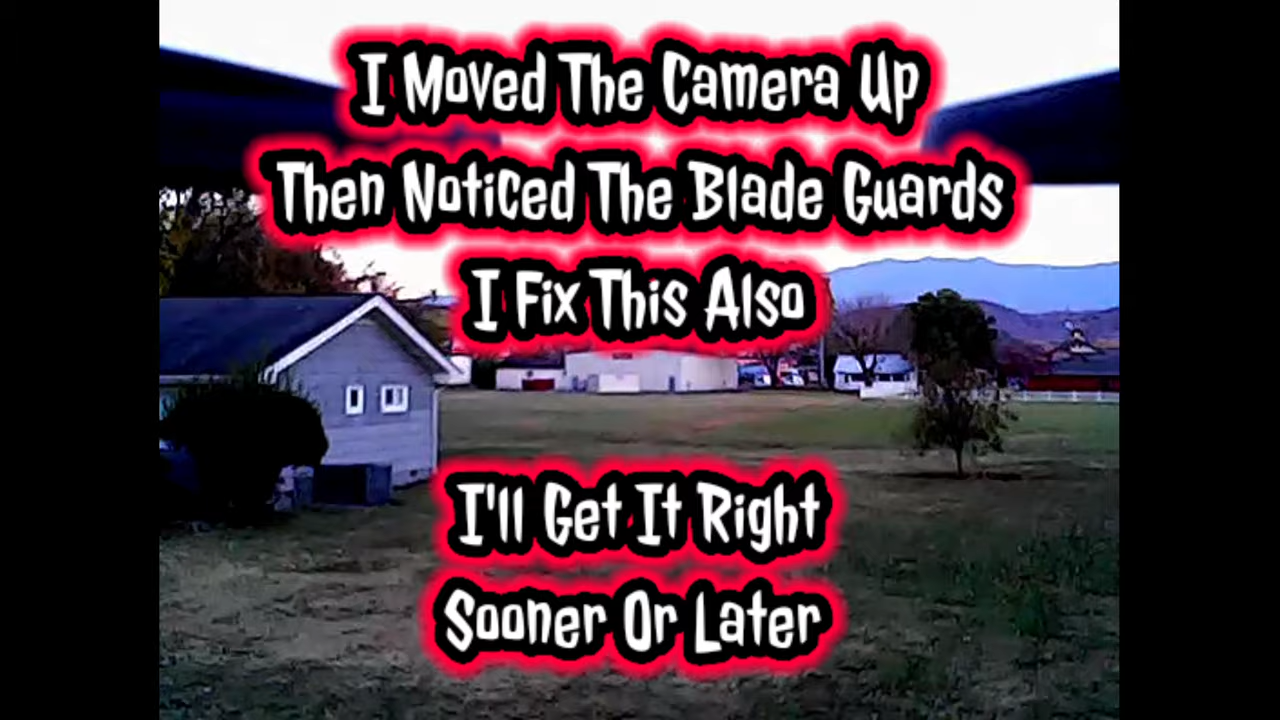 I Moved The Camera Up
Then Noticed The Blade Guards
I Fix This Also
I'll Get It Right
Sooner Or Later